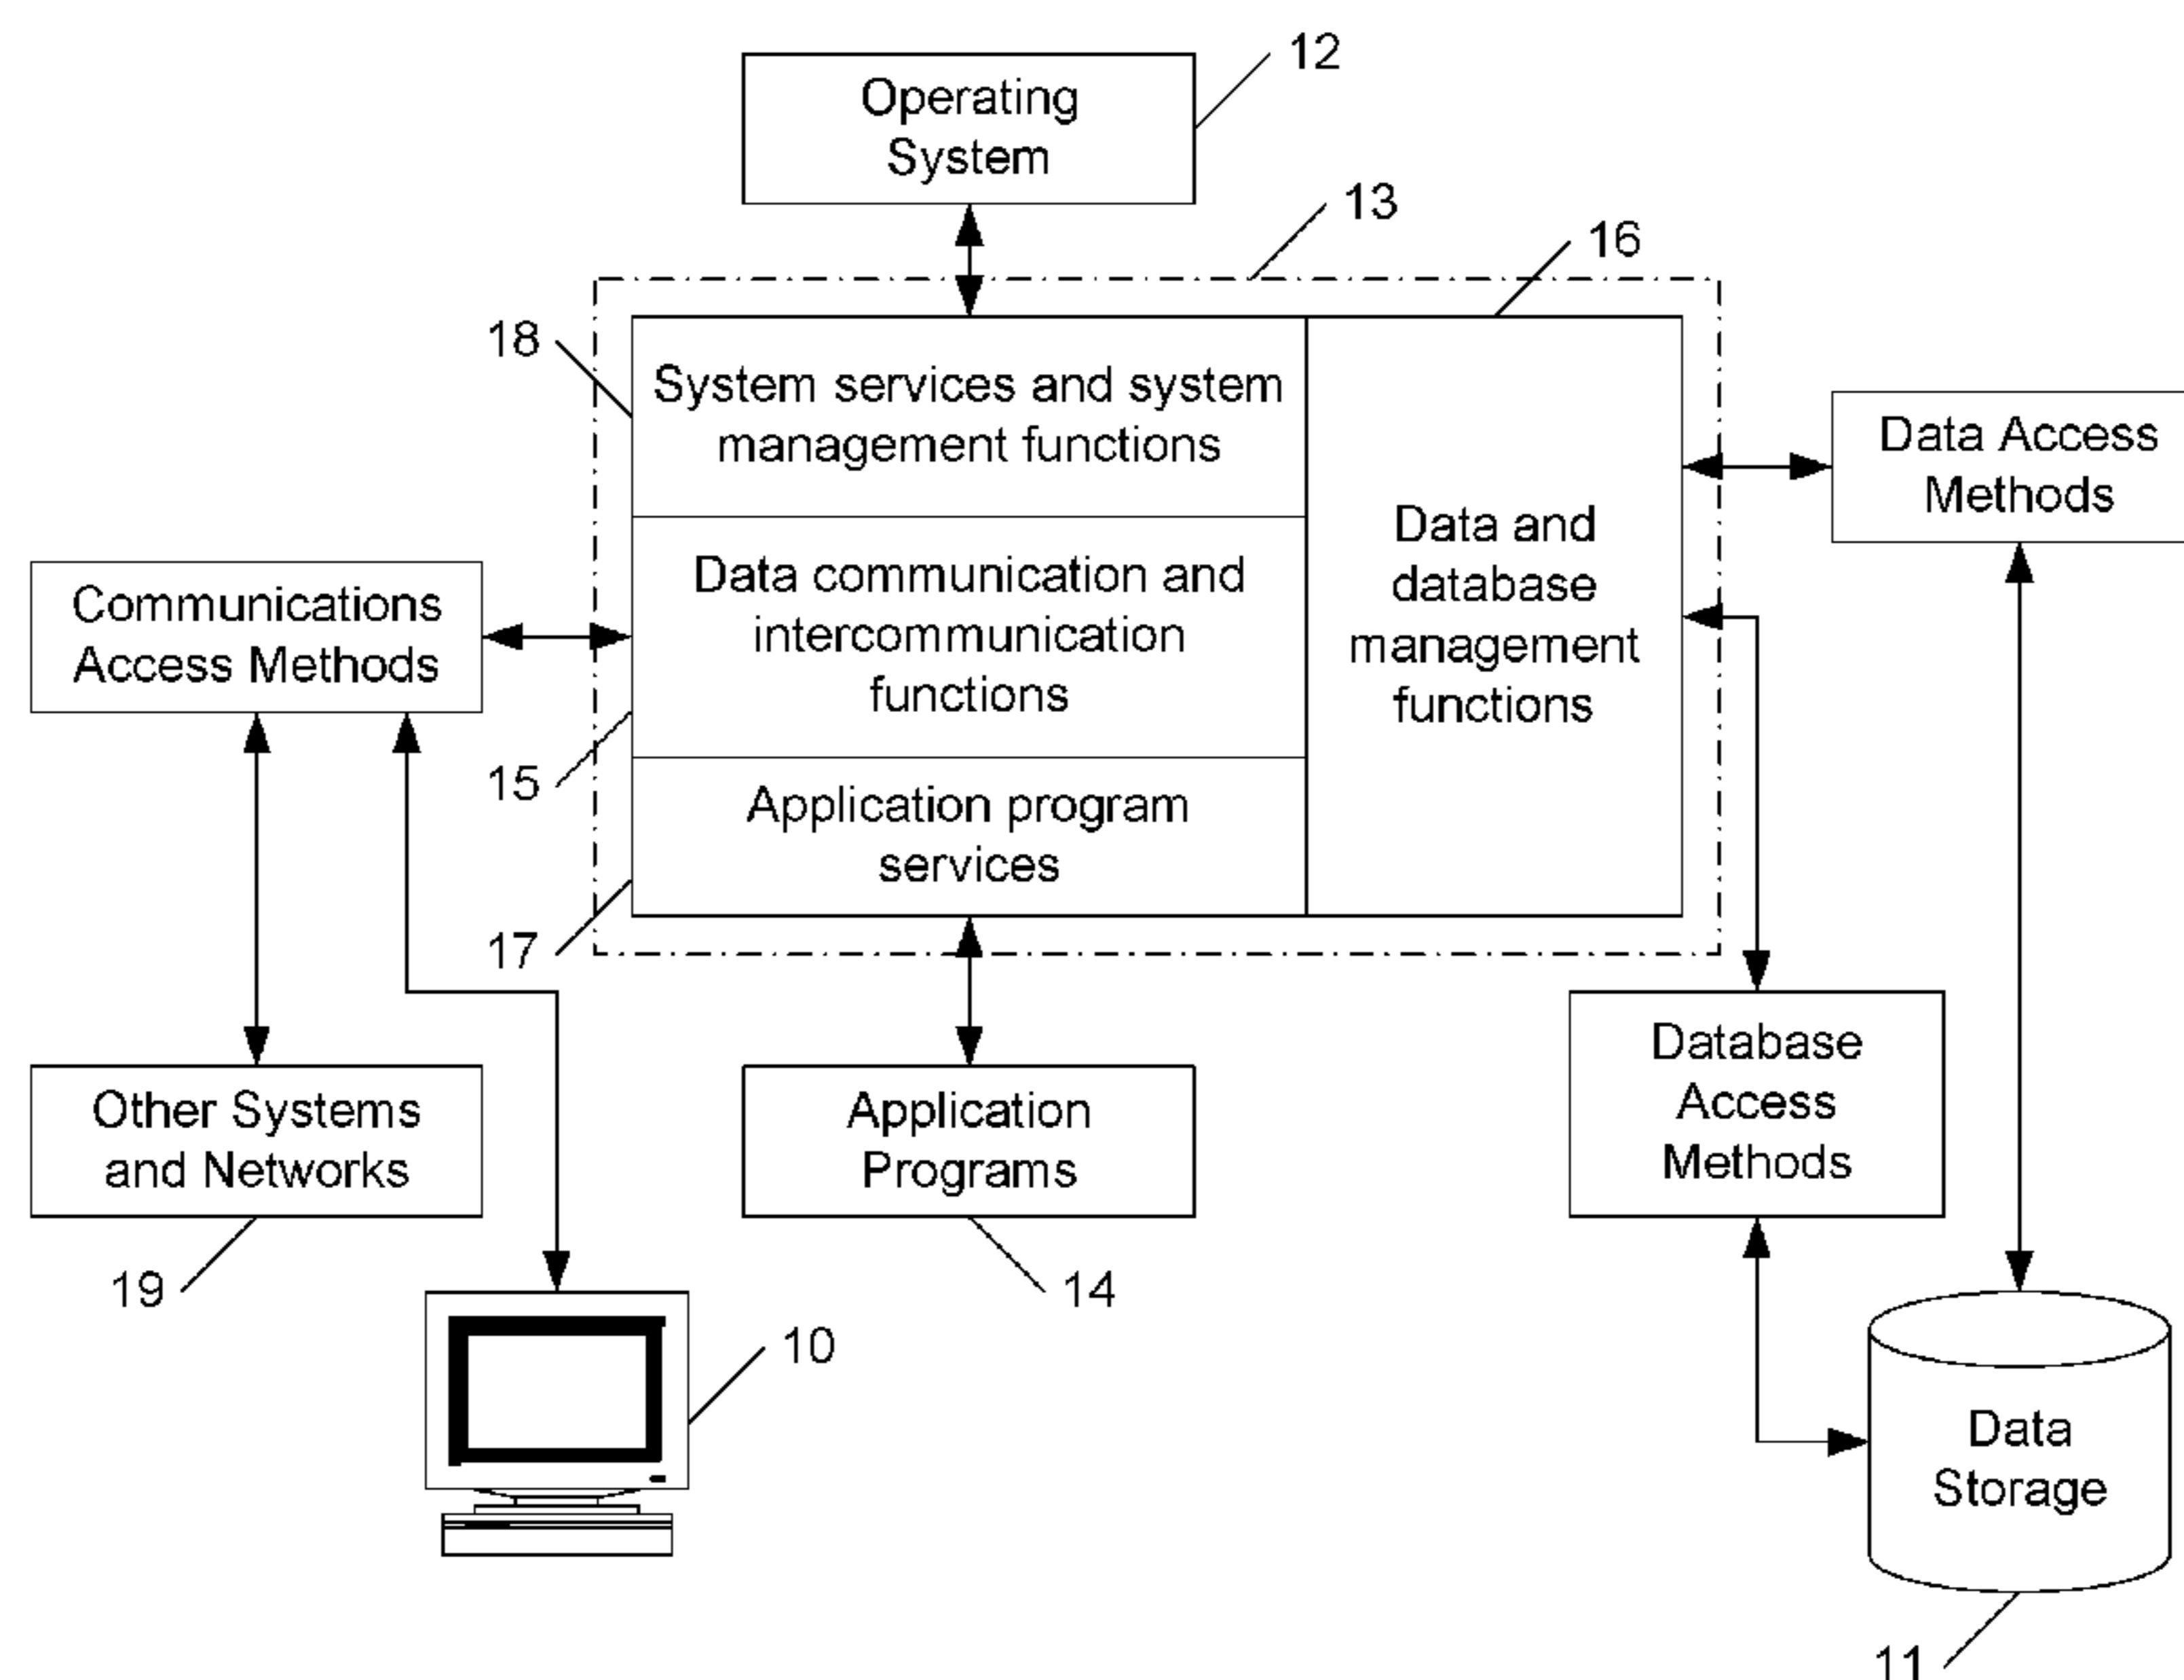 12
Operating
System
13
16
18
System services and system
management functions
Data Access
Methods
Data and
database
management
functions
Data communication and
intercommunication
functions
Communications
Access Methods
15
Application program
services
17
Database
Access
Methods
Other Systems
and Networks
Application
Programs
19
14
10
Data
Storage
11